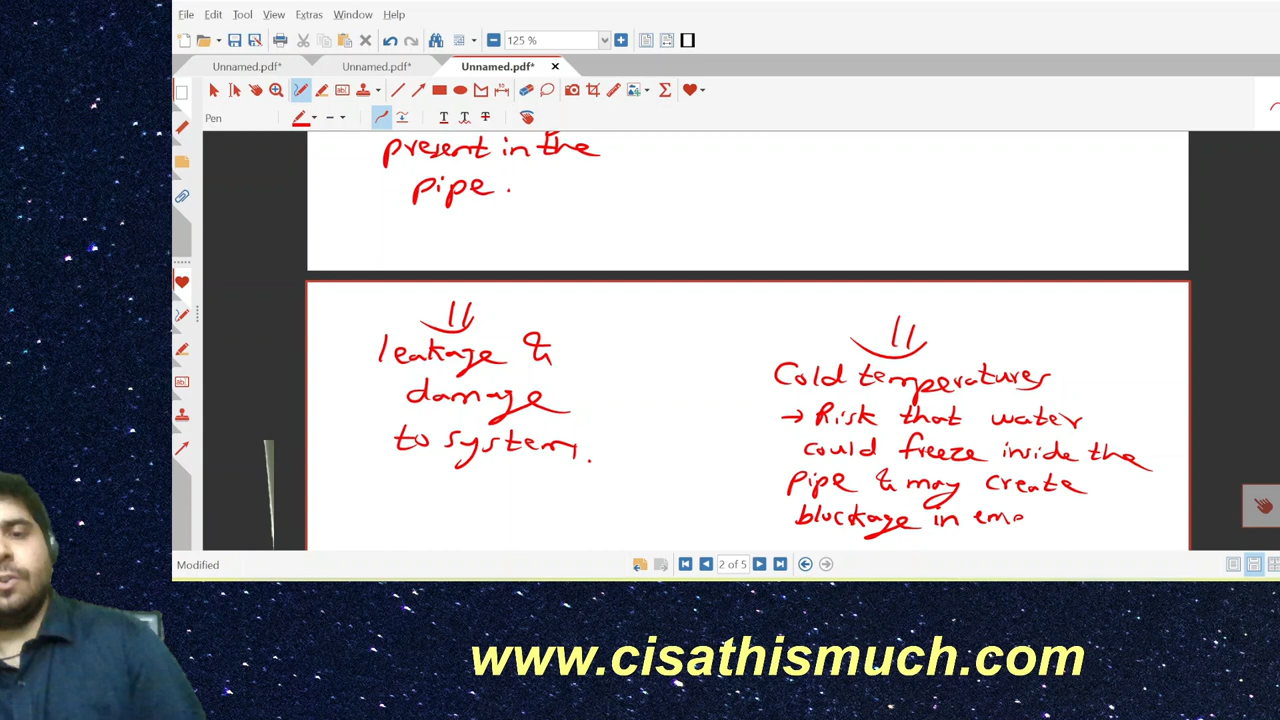 File Edit Tool View Extras Window Help
125 %
Unnamed.pdf* Unnamed.pdf* Unnamed.pdf*
Pen
present in the
pipe.
leakage &
damage
to system.
Cold temperatures
→ Risk that water
could freeze inside the
pipe & may create
blockage in eme
Modified
2 of 5
www.cisathismuch.com